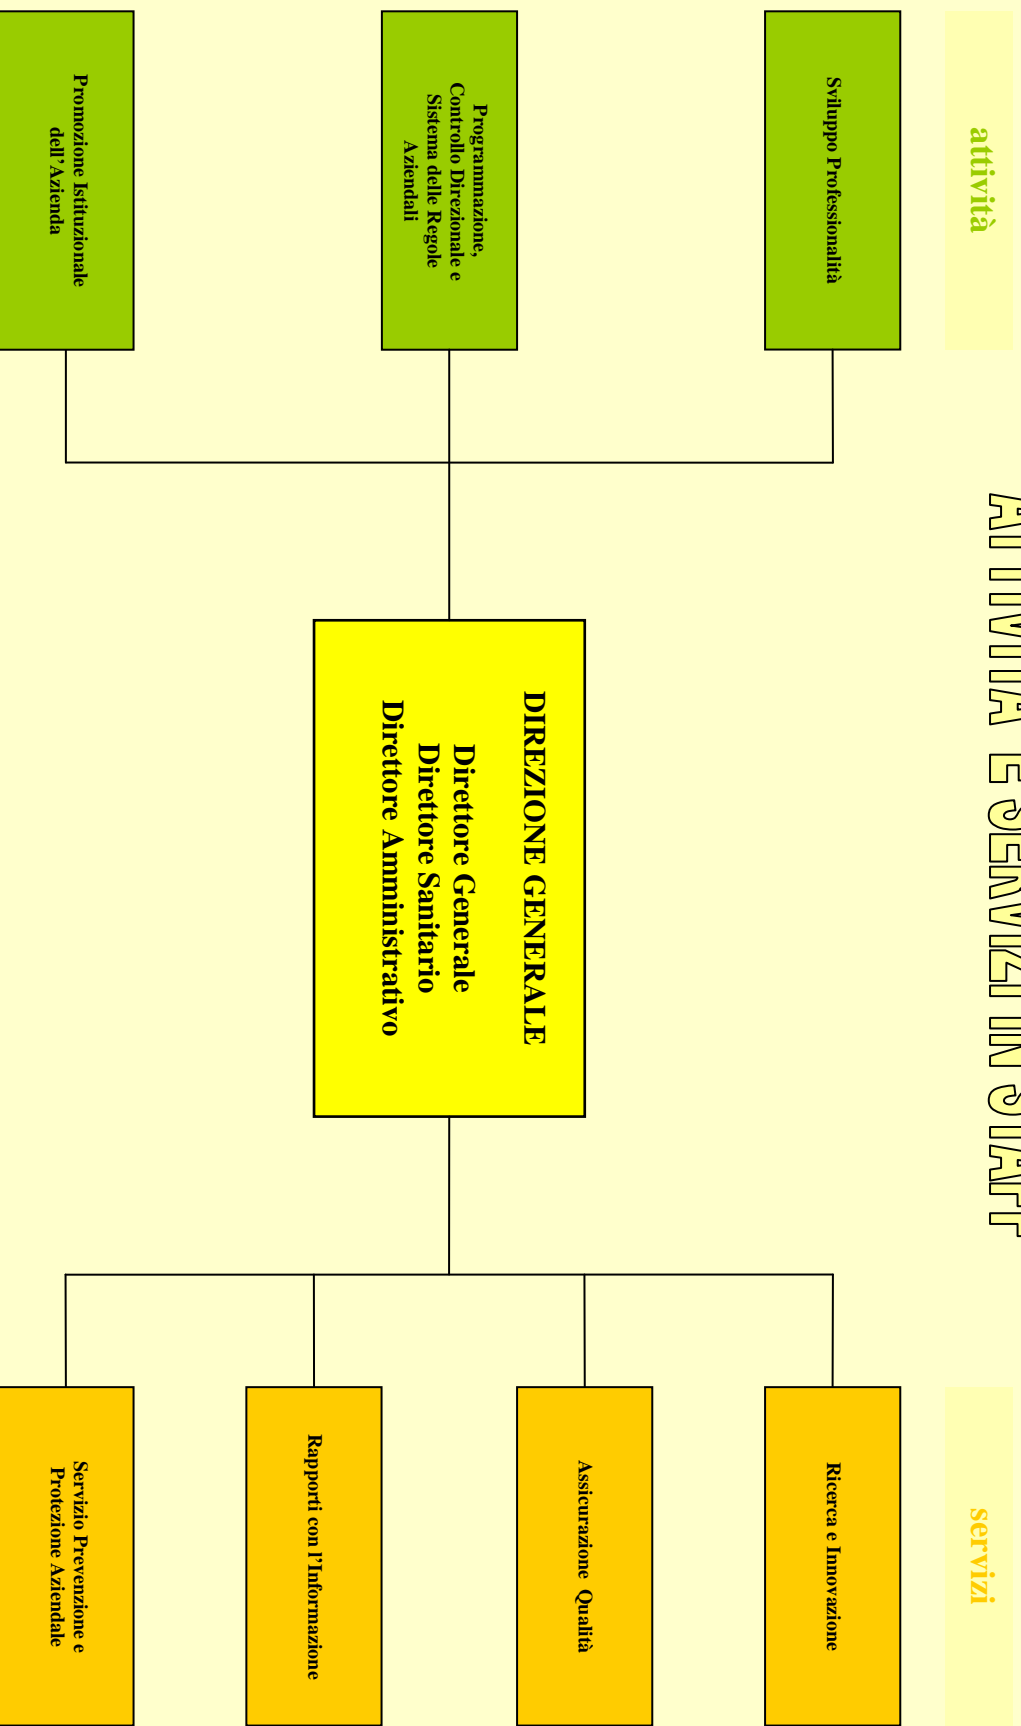 ATTIVITÀ E SERVIZI IN STAFF
attività
servizi
Sviluppo Professionalità
Programmazione,
Controllo Direzionale e
Sistema delle Regole
Aziendali
Promozione Istituzionale
dell'Azienda
DIREZIONE GENERALE
Direttore Generale
Direttore Sanitario
Direttore Amministrativo
Ricerca e Innovazione
Assicurazione Qualità
Rapporti con l'Informazione
Servizio Prevenzione e
Protezione Aziendale